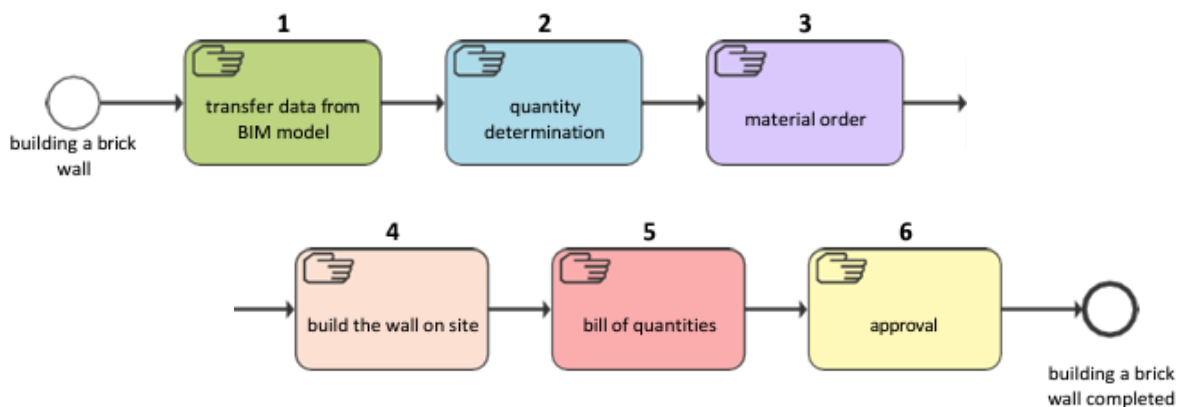 1
2
3
transfer data from
BIM model
quantity
determination
material order
building a brick
wall
4
5
6
build the wall on site
bill of quantities
approval
building a brick
wall completed